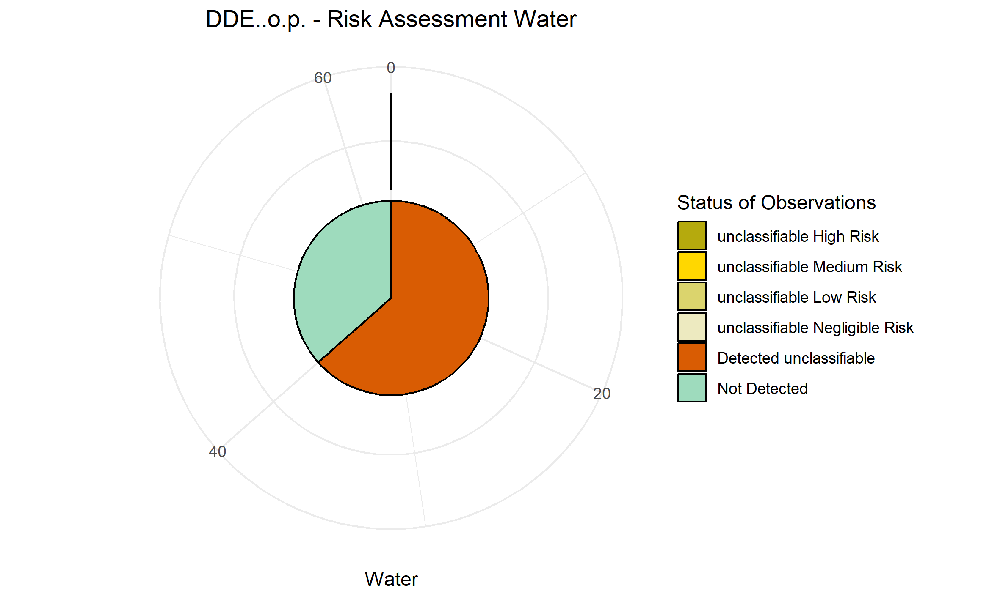 DDE..o.p. - Risk Assessment Water
0
60
20
40
Status of Observations
unclassifiable High Risk
unclassifiable Medium Risk
unclassifiable Low Risk
unclassifiable Negligible Risk
Detected unclassifiable
Not Detected
Water